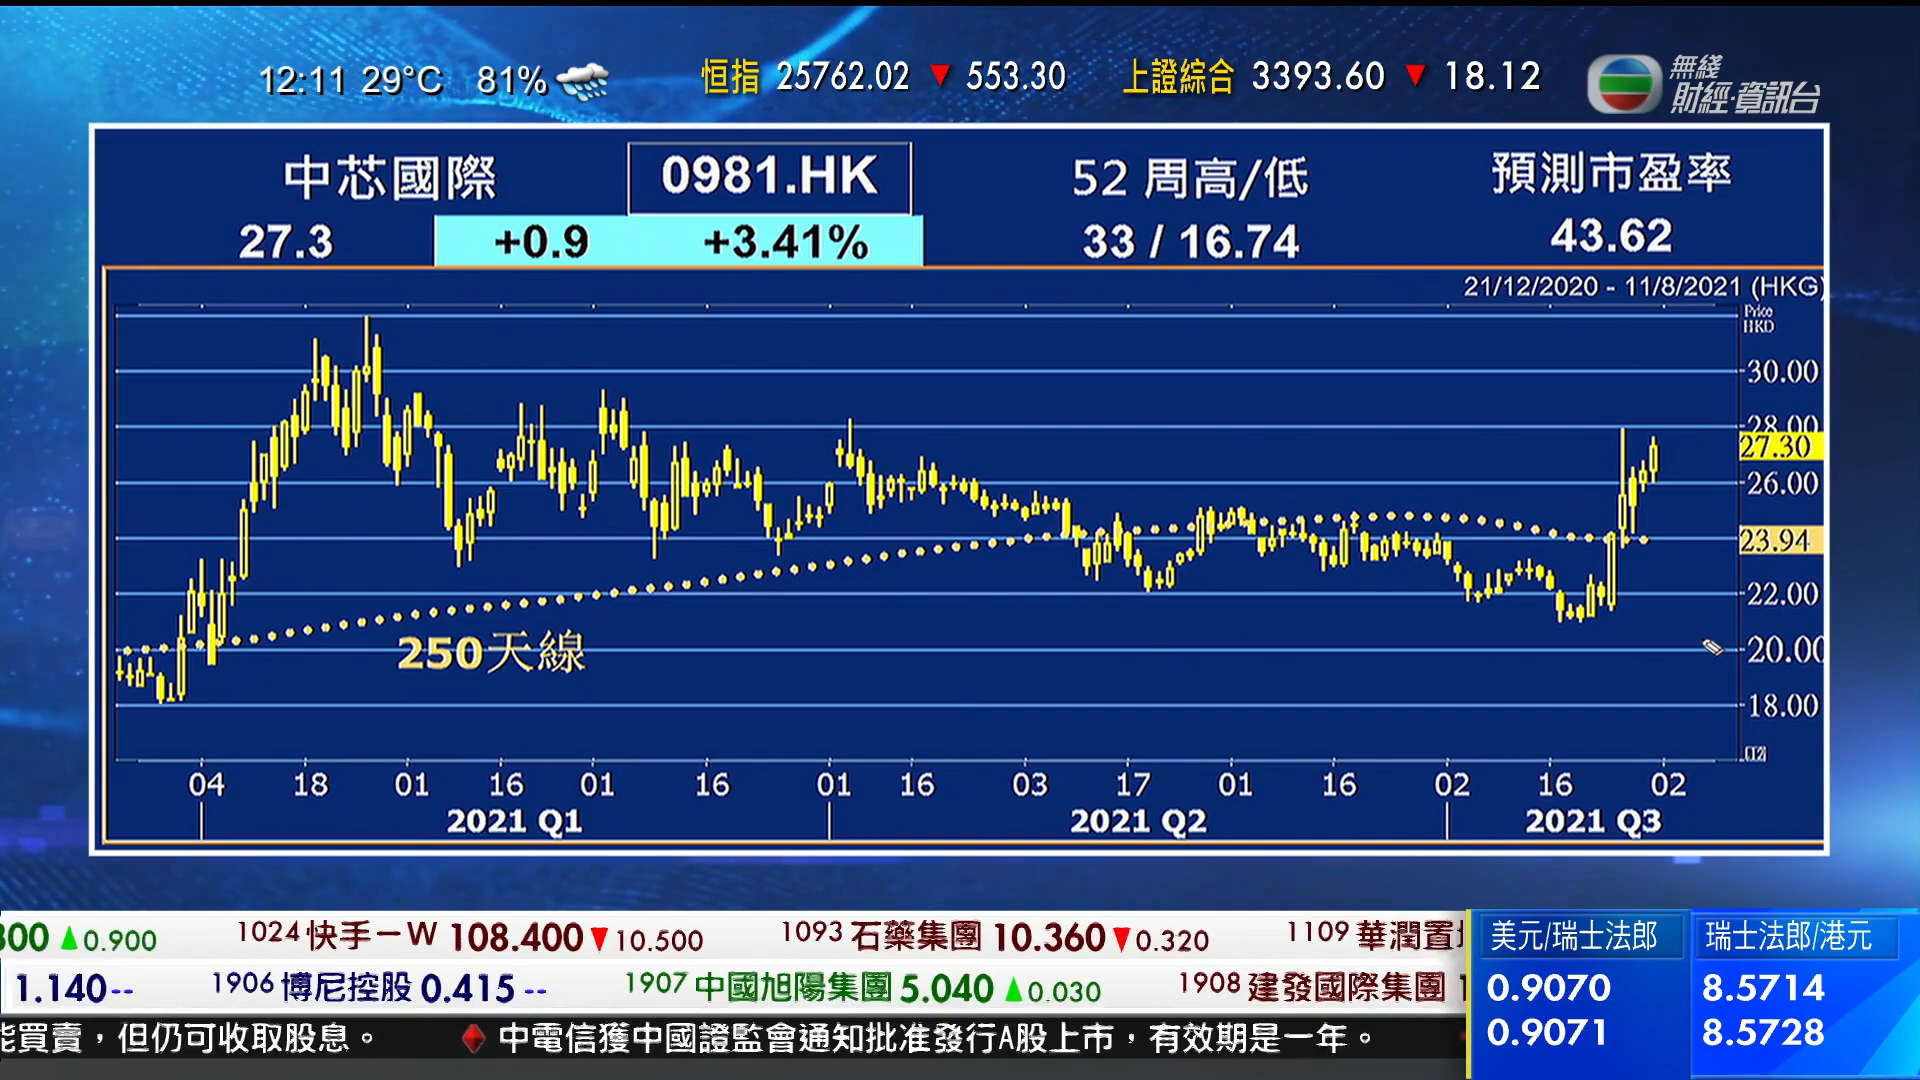 12:11 29°C 81% 恒指 25762.02 ▼ 553.30 上證綜合 3393.60 ▼ 18.12
無綫
財經·資訊台
中芯國際 0981.HK 52 周高/低 預測市盈率
27.3 +0.9 +3.41% 33 / 16.74 43.62
21/12/2020 - 11/8/2021 (HKG)
Price
HKD
30.00
28.00
27.30
26.00
23.94
22.00
250天線
20.00
18.00
04 18 01 16 01 16 01 16 03 17 01 16 02 16 02
2021 Q1 2021 Q2 2021 Q3
300 ▲0.900 1024 快手－W 108.400 ▼10.500 1093 石藥集團 10.360 ▼0.320 1109 華潤置
1.140 -- 1906 博尼控股 0.415 -- 1907 中國旭陽集團 5.040 ▲0.030 1908 建發國際集團
能買賣，但仍可收取股息。 中電信獲中國證監會通知批准發行A股上市，有效期是一年。
美元/瑞士法郎 瑞士法郎/港元
0.9070 8.5714
0.9071 8.5728